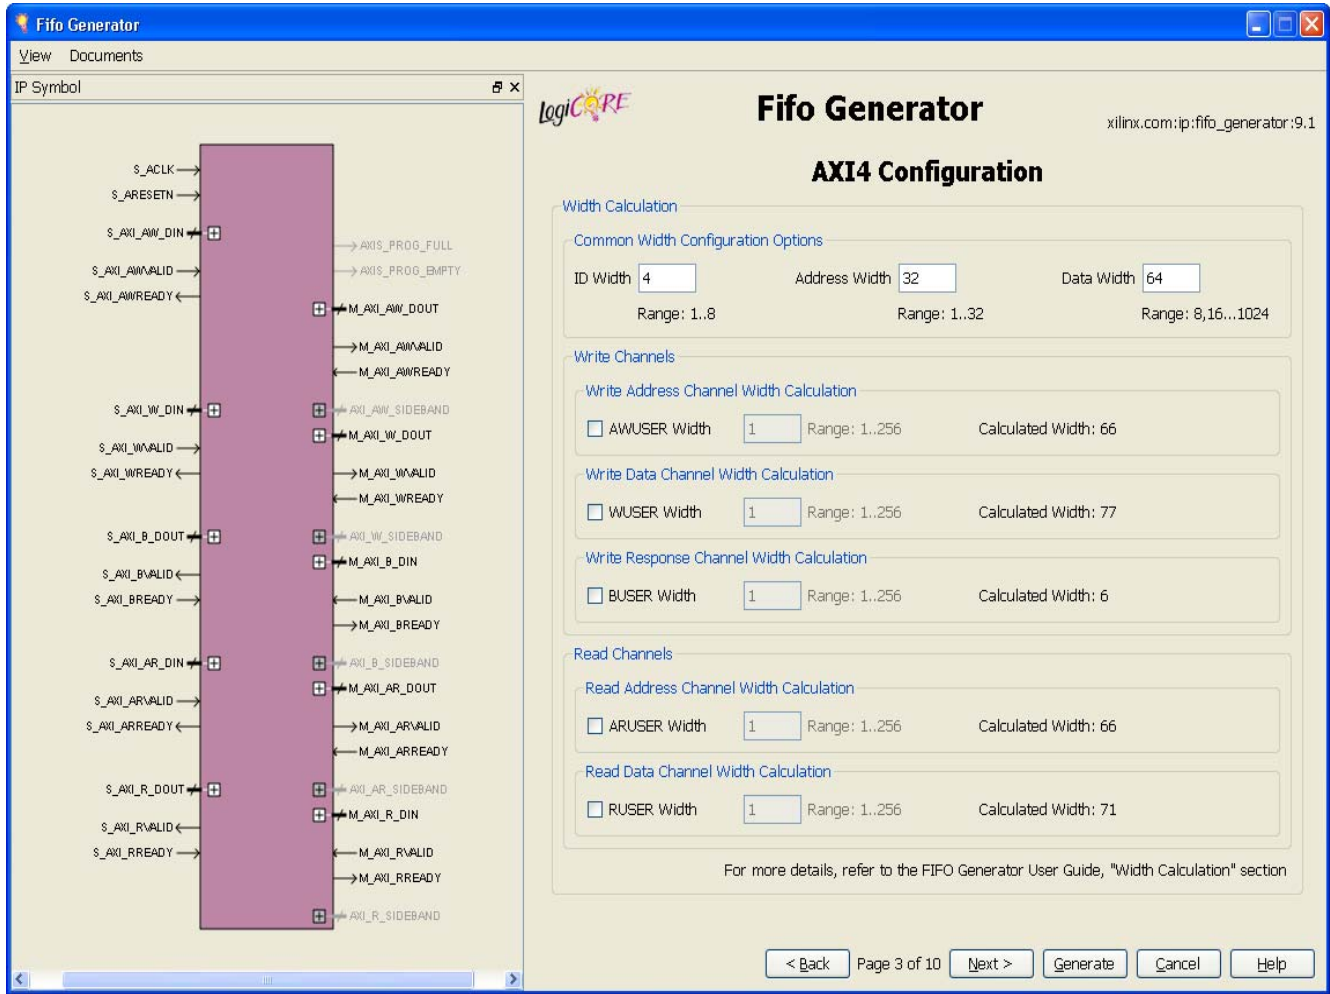 Fifo Generator
View Documents
IP Symbol
S_ACLK
S_ARESETN
S_AXI_AW_DIN
S_AXI_AWVALID
S_AXI_AWREADY
S_AXI_W_DIN
S_AXI_WVALID
S_AXI_WREADY
S_AXI_B_DOUT
S_AXI_BVALID
S_AXI_BREADY
S_AXI_AR_DIN
S_AXI_ARVALID
S_AXI_ARREADY
S_AXI_R_DOUT
S_AXI_RVALID
S_AXI_RREADY
AXIS_PROG_FULL
AXIS_PROG_EMPTY
M_AXI_AW_DOUT
M_AXI_AWVALID
M_AXI_AWREADY
AXI_AW_SIDEBAND
M_AXI_W_DOUT
M_AXI_WVALID
M_AXI_WREADY
AXI_W_SIDEBAND
M_AXI_B_DIN
M_AXI_BVALID
M_AXI_BREADY
AXI_B_SIDEBAND
M_AXI_AR_DOUT
M_AXI_ARVALID
M_AXI_ARREADY
AXI_AR_SIDEBAND
M_AXI_R_DIN
M_AXI_RVALID
M_AXI_RREADY
AXI_R_SIDEBAND
LogiCORE
Fifo Generator
xilinx.com:ip:fifo_generator:9.1
AXI4 Configuration
Width Calculation
Common Width Configuration Options
ID Width 4 Address Width 32 Data Width 64
Range: 1..8 Range: 1..32 Range: 8,16...1024
Write Channels
Write Address Channel Width Calculation
AWUSER Width 1 Range: 1..256 Calculated Width: 66
Write Data Channel Width Calculation
WUSER Width 1 Range: 1..256 Calculated Width: 77
Write Response Channel Width Calculation
BUSER Width 1 Range: 1..256 Calculated Width: 6
Read Channels
Read Address Channel Width Calculation
ARUSER Width 1 Range: 1..256 Calculated Width: 66
Read Data Channel Width Calculation
RUSER Width 1 Range: 1..256 Calculated Width: 71
For more details, refer to the FIFO Generator User Guide, "Width Calculation" section
< Back Page 3 of 10 Next > Generate Cancel Help